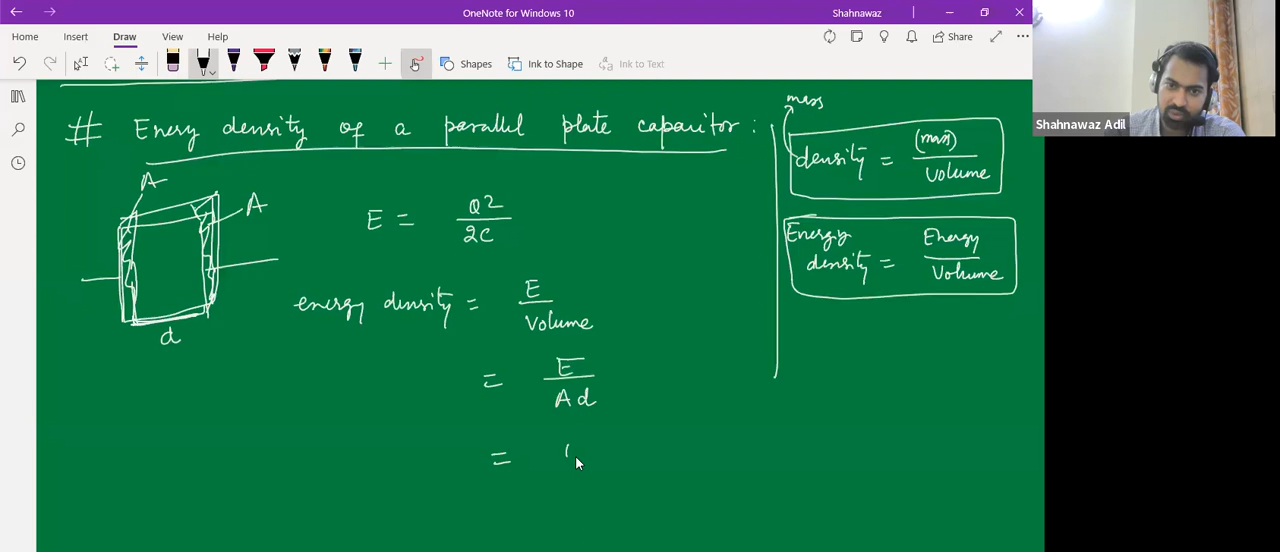 OneNote for Windows 10
Shahnawaz
Home Insert Draw View Help
Share
Shapes
Ink to Shape
Ink to Text
Shahnawaz Adil
# Energy density of a parallel plate capacitor:
A
A
d
E = Q2/2C
energy density = E/Volume
= E/Ad
=
mass
density = (mass)/Volume
Energy density = Energy/Volume